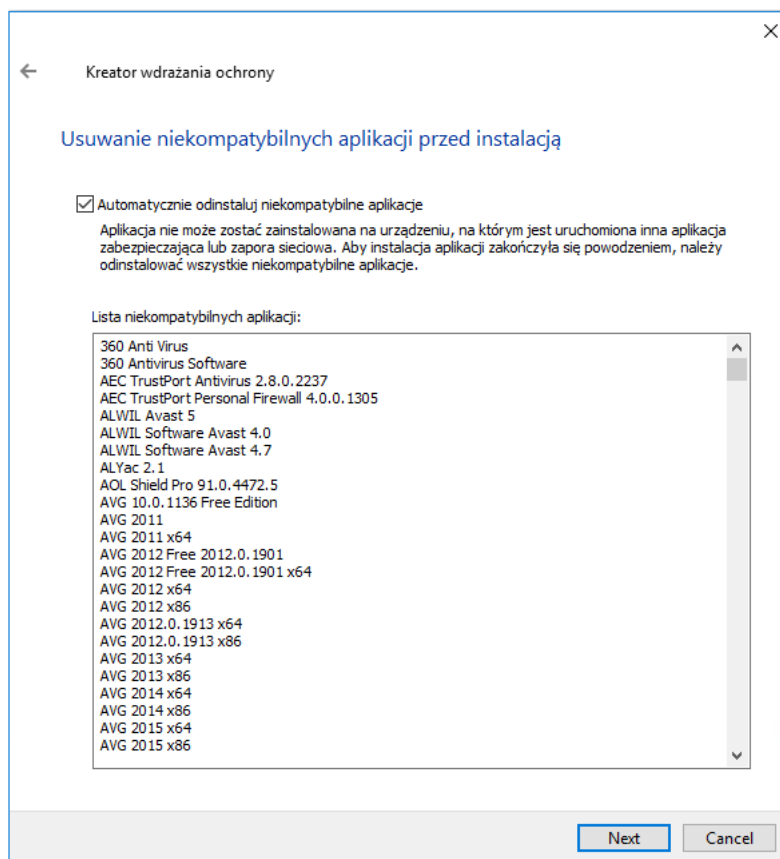 Kreator wdrażania ochrony
Usuwanie niekompatybilnych aplikacji przed instalacją
Automatycznie odinstaluj niekompatybilne aplikacje
Aplikacja nie może zostać zainstalowana na urządzeniu, na którym jest uruchomiona inna aplikacja
zabezpieczająca lub zapora sieciowa. Aby instalacja aplikacji zakończyła się powodzeniem, należy
odinstalować wszystkie niekompatybilne aplikacje.
Lista niekompatybilnych aplikacji:
360 Anti Virus
360 Antivirus Software
AEC TrustPort Antivirus 2.8.0.2237
AEC TrustPort Personal Firewall 4.0.0.1305
ALWIL Avast 5
ALWIL Software Avast 4.0
ALWIL Software Avast 4.7
ALYac 2.1
AOL Shield Pro 91.0.4472.5
AVG 10.0.1136 Free Edition
AVG 2011
AVG 2011 x64
AVG 2012 Free 2012.0.1901
AVG 2012 Free 2012.0.1901 x64
AVG 2012 x64
AVG 2012 x86
AVG 2012.0.1913 x64
AVG 2012.0.1913 x86
AVG 2013 x64
AVG 2013 x86
AVG 2014 x64
AVG 2014 x86
AVG 2015 x64
AVG 2015 x86
Next Cancel